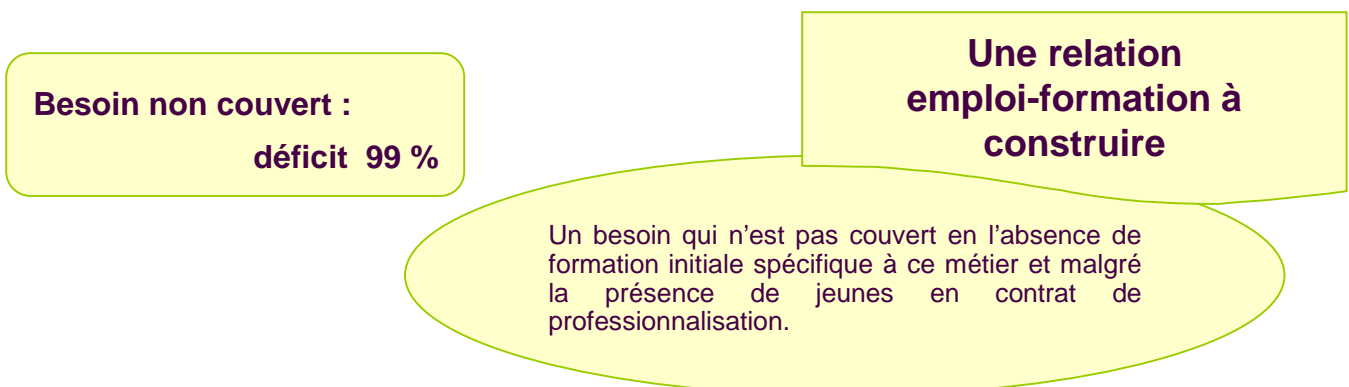 Besoin non couvert :
déficit 99 %
Une relation
emploi-formation à
construire
Un besoin qui n'est pas couvert en l'absence de
formation initiale spécifique à ce métier et malgré
la présence de jeunes en contrat de
professionnalisation.